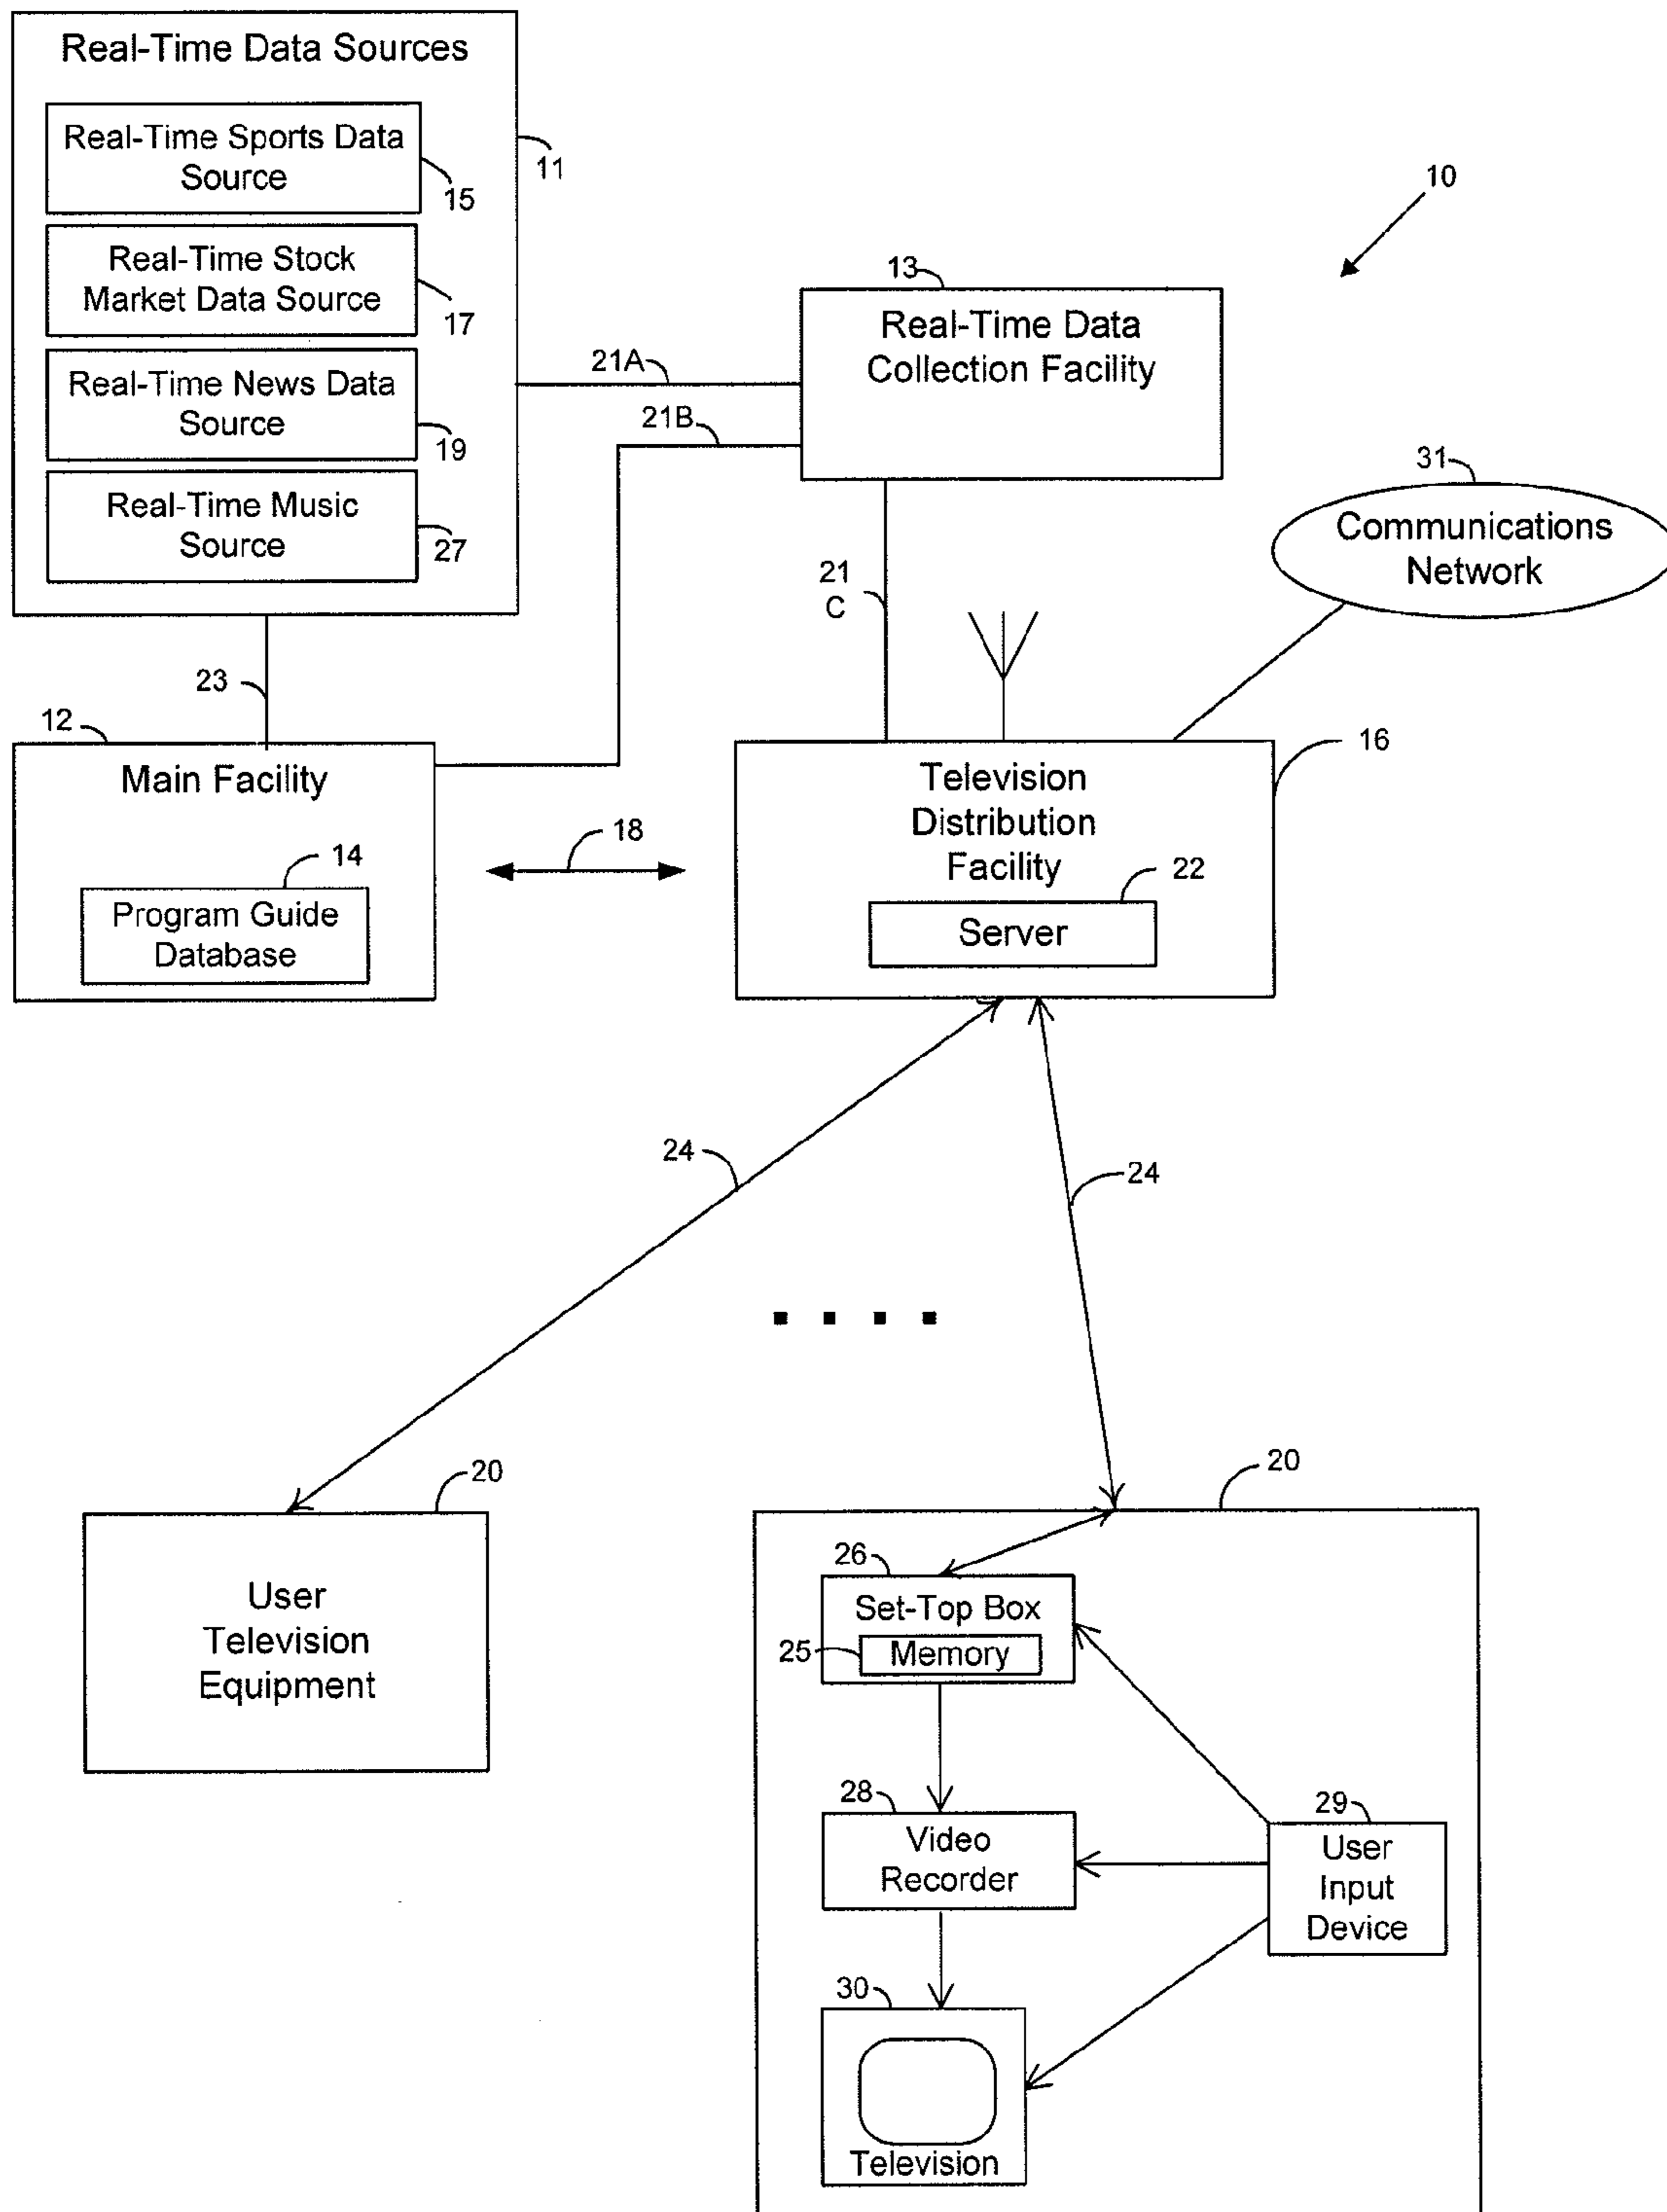 Real-Time Data Sources
Real-Time Sports Data
Source
15
Real-Time Stock
Market Data Source
17
Real-Time News Data
Source
19
Real-Time Music
Source
27
11
10
13
Real-Time Data
Collection Facility
21A
21B
21
C
31
Communications
Network
23
12
Main Facility
14
Program Guide
Database
18
16
Television
Distribution
Facility
22
Server
24
24
20
User
Television
Equipment
20
26
Set-Top Box
25
Memory
28
Video
Recorder
29
User
Input
Device
30
Television